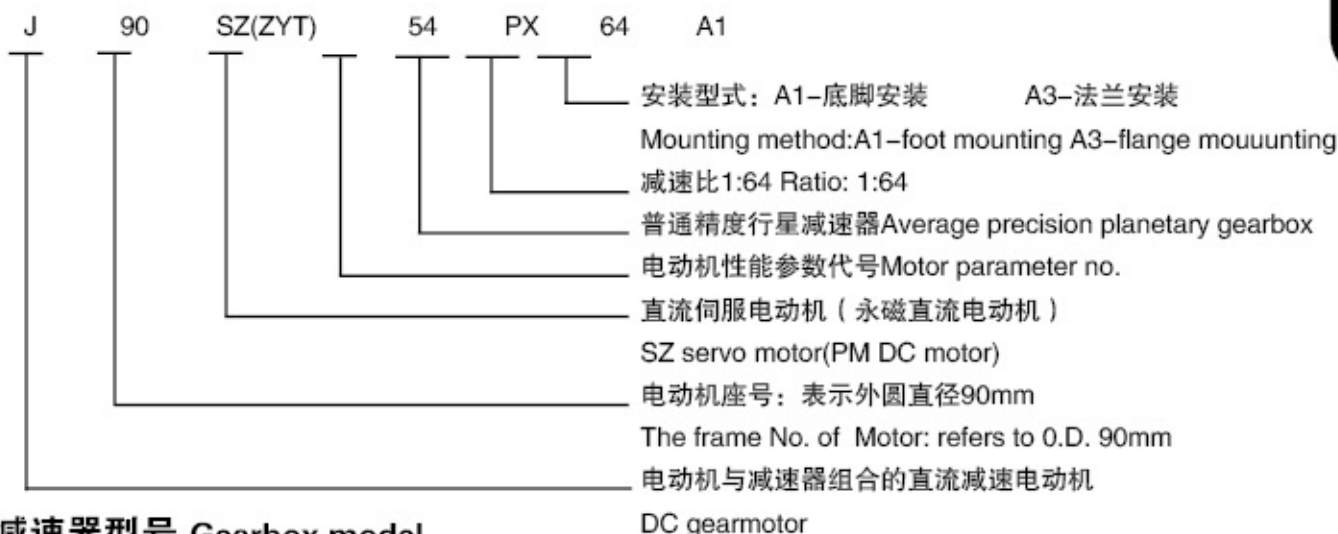 J 90 SZ(ZYT) 54 PX 64 A1
安装型式：A1-底脚安装 A3-法兰安装
Mounting method:A1-foot mounting A3-flange mouuunting
减速比1:64 Ratio: 1:64
普通精度行星减速器Average precision planetary gearbox
电动机性能参数代号Motor parameter no.
直流伺服电动机（永磁直流电动机）
SZ servo motor(PM DC motor)
电动机座号：表示外圆直径90mm
The frame No. of Motor: refers to 0.D. 90mm
电动机与减速器组合的直流减速电动机
DC gearmotor
减速器型号 Gearbox model